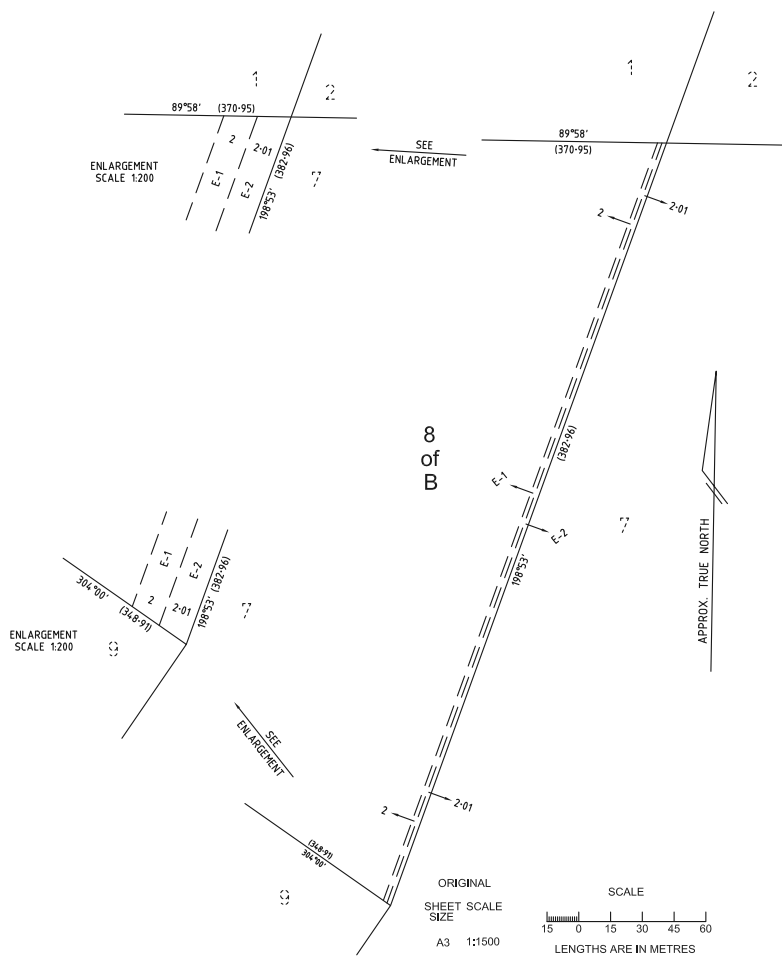 1
2
89°58'
(370·95)
2
2·01
E-1
E-2
198°53'
(382·96)
7
ENLARGEMENT
SCALE 1:200
SEE
ENLARGEMENT
1
2
89°58'
(370·95)
2
2·01
8
of
B
(382·96)
E-1
E-2
198°53'
7
APPROX. TRUE NORTH
E-1
E-2
304°00'
(348·91)
2
2·01
198°53' (382·96)
7
9
ENLARGEMENT
SCALE 1:200
SEE
ENLARGEMENT
2
2·01
(348·91)
304°00'
9
ORIGINAL
SHEET SCALE
SIZE
A3 1:1500
SCALE
15 0 15 30 45 60
LENGTHS ARE IN METRES